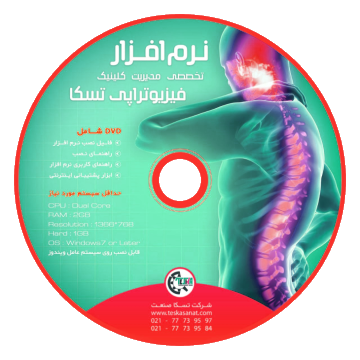 نرم افزار
تخصصی مدیریت کلینیک
فیزیوتراپی تسکا
DVD شامل
فایل نصب نرم افزار
راهنمای نصب
راهنمای کاربری نرم افزار
ابزار پشتیبانی اینترنتی
حداقل سیستم مورد نیاز
CPU : Dual Core
RAM : 2GB
Resolution : 1366*768
Hard : 1GB
OS : Windows7 or Later
قابل نصب روی سیستم عامل ویندوز
شرکت تسکا صنعت
www.teskasanat.com
021 - 77 73 95 97
021 - 77 73 95 84